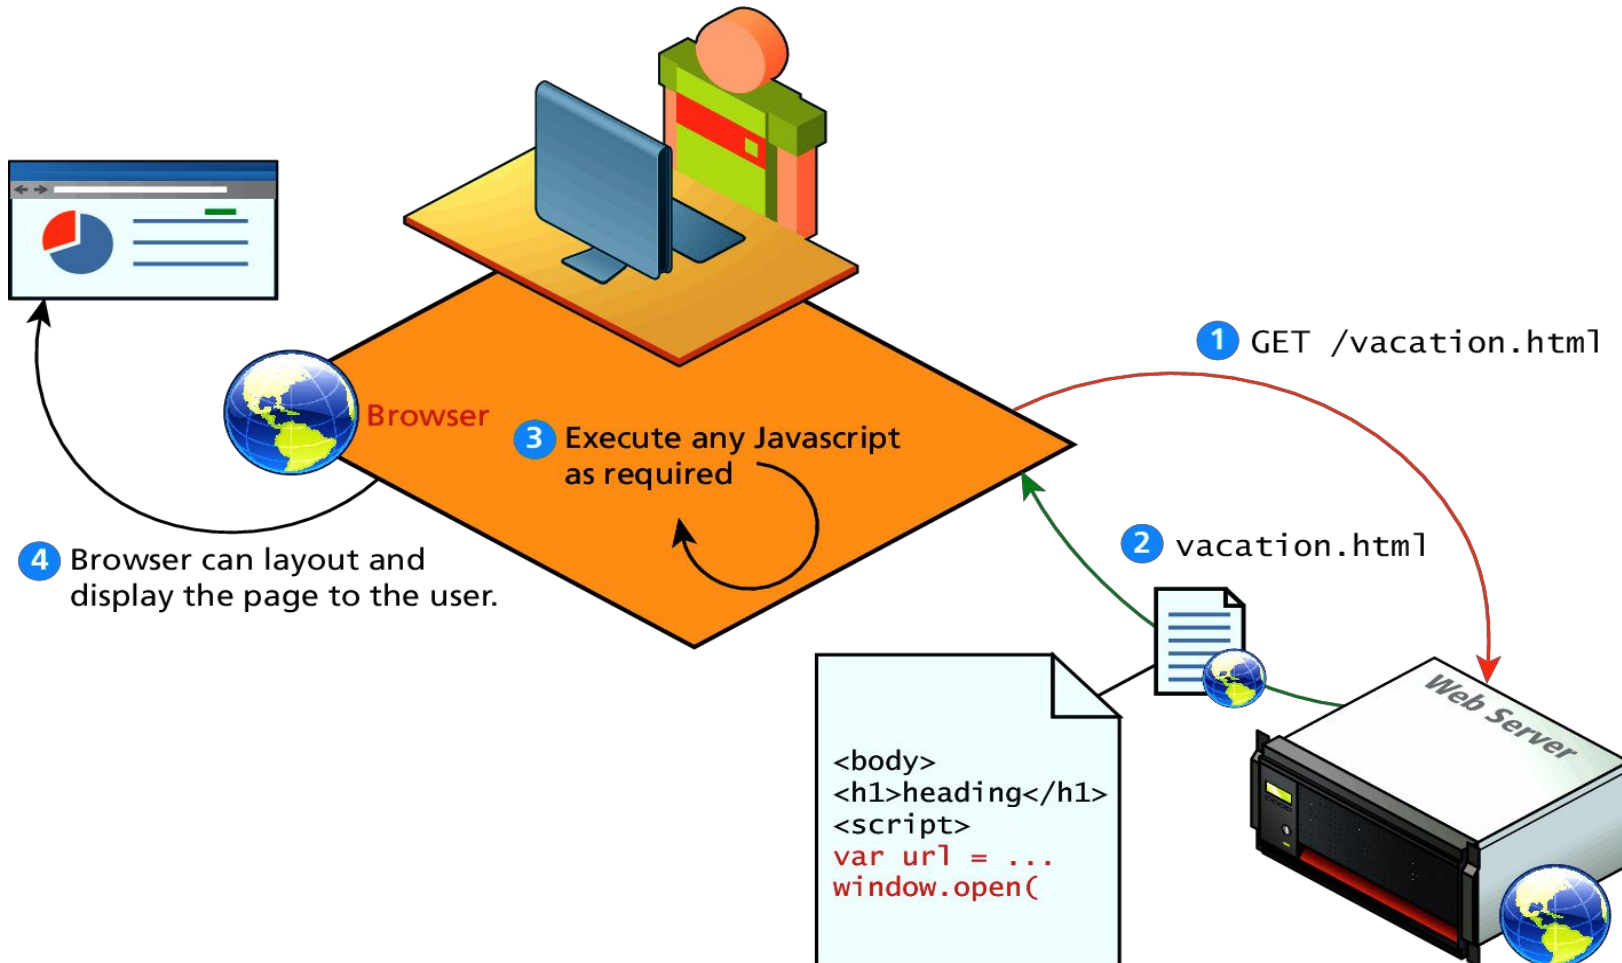 1 GET /vacation.html
Browser
3 Execute any Javascript
as required
2 vacation.html
4 Browser can layout and
display the page to the user.
Web Server
<body>
<h1>heading</h1>
<script>
var url = ...
window.open(